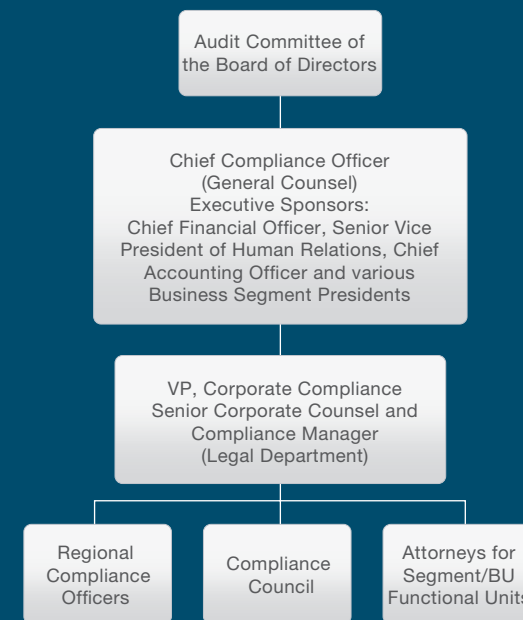 Audit Committee of
the Board of Directors
Chief Compliance Officer
(General Counsel)
Executive Sponsors:
Chief Financial Officer, Senior Vice
President of Human Relations, Chief
Accounting Officer and various
Business Segment Presidents
VP, Corporate Compliance
Senior Corporate Counsel and
Compliance Manager
(Legal Department)
Regional
Compliance
Officers
Compliance
Council
Attorneys for
Segment/BU
Functional Units